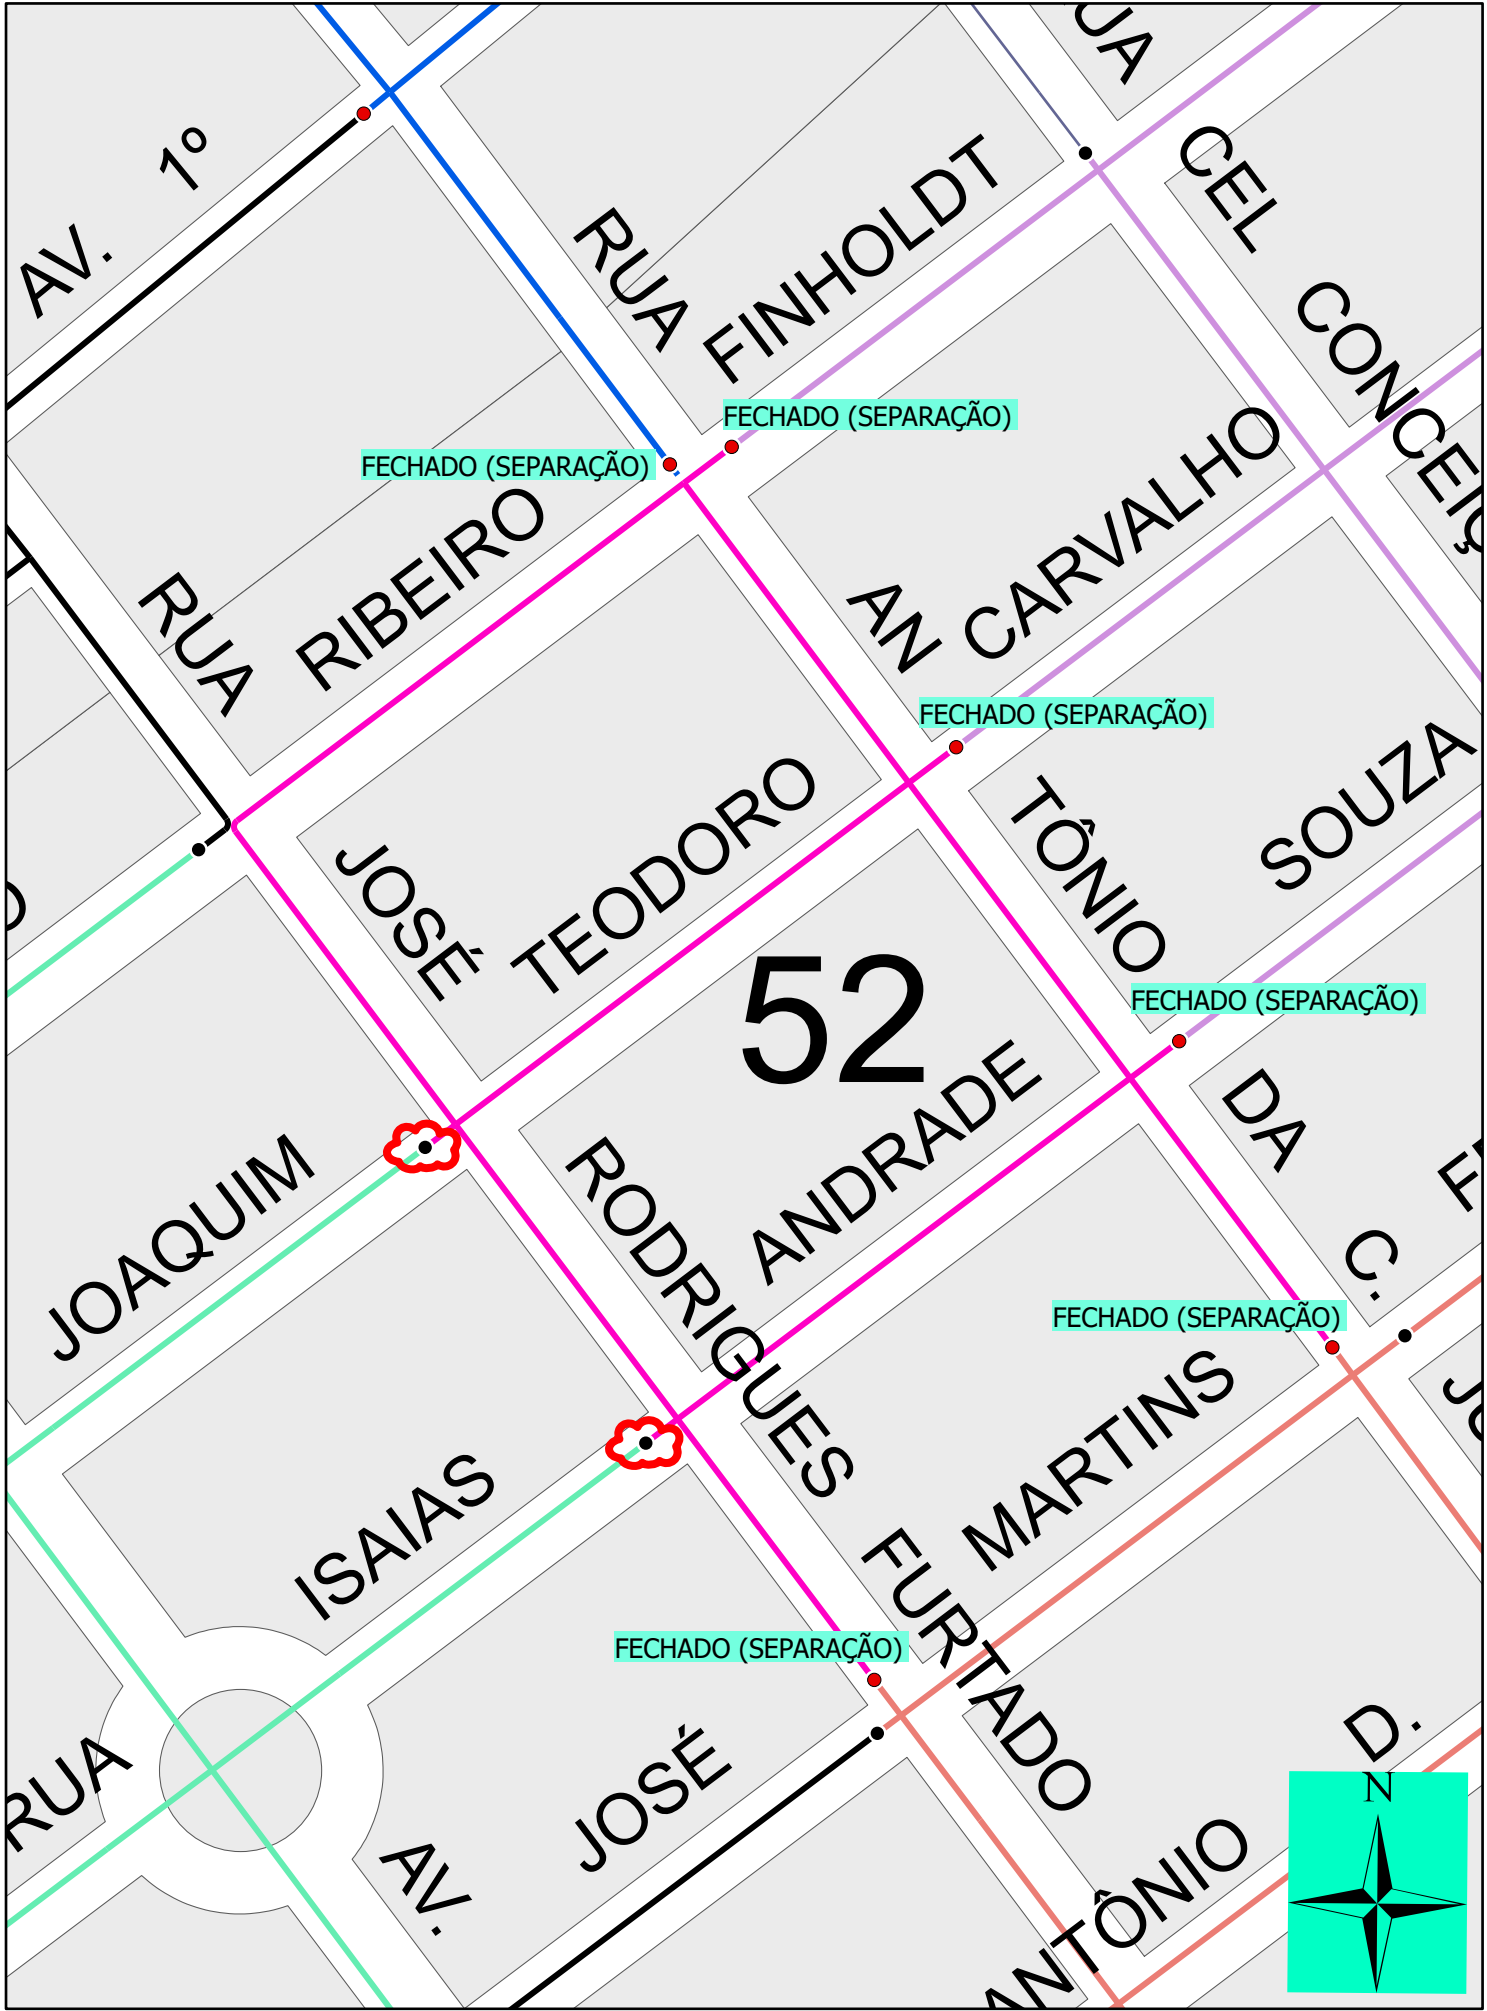 AV. 1º
RUA
RUA
CEL CONCEIÇ
RIBEIRO FINHOLDT
FECHADO (SEPARAÇÃO)
FECHADO (SEPARAÇÃO)
RUA JOSÉ RODRIGUES FURTADO
AN TÔNIO DA C.
JOAQUIM TEODORO CARVALHO
FECHADO (SEPARAÇÃO)
52
RUA ISAIAS ANDRADE SOUZA
FECHADO (SEPARAÇÃO)
FECHADO (SEPARAÇÃO)
FECHADO (SEPARAÇÃO)
JOSÉ MARTINS
AV.
ANTÔNIO D.
N